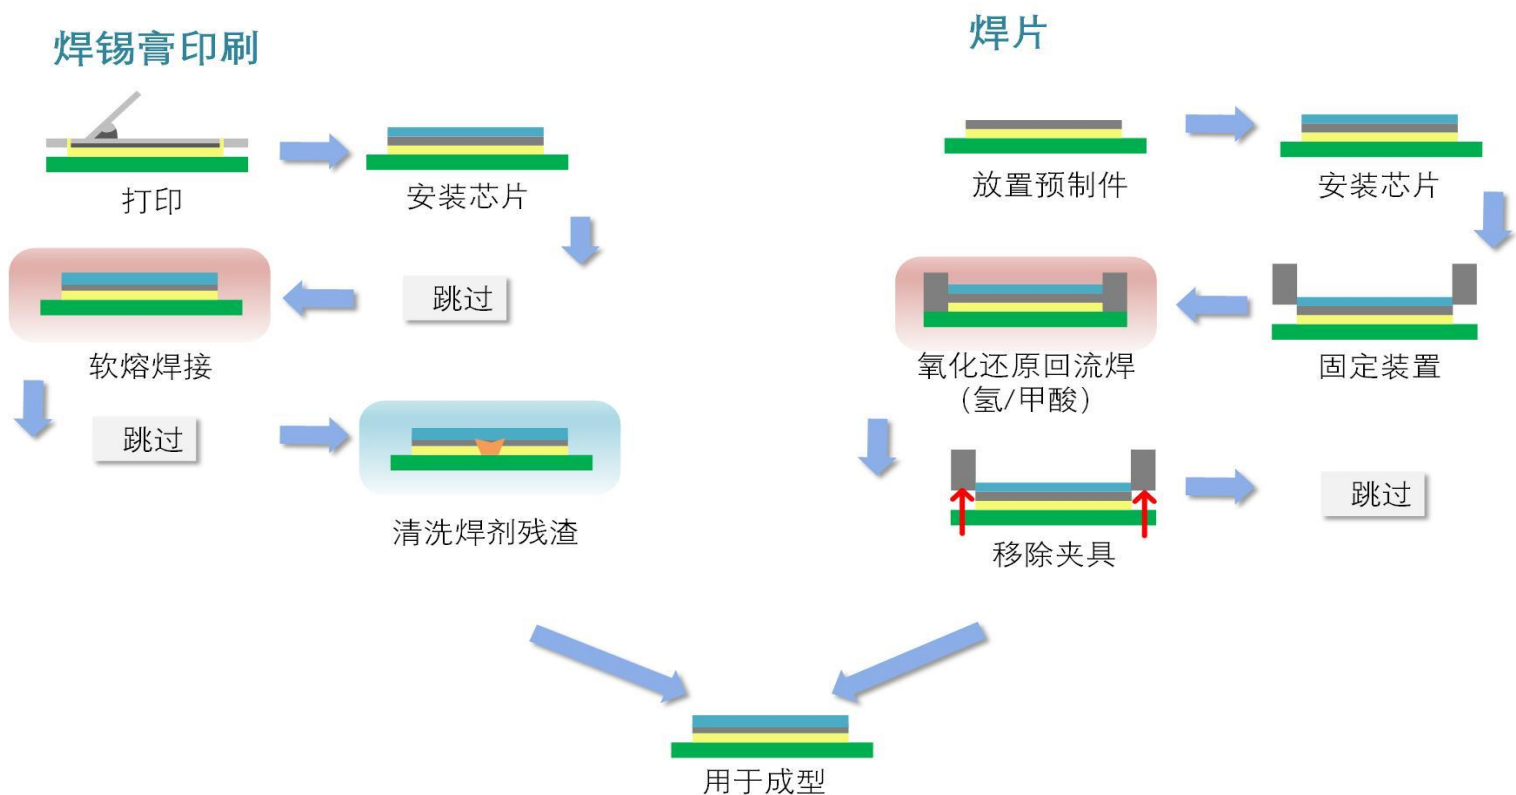 焊锡膏印刷
打印
安装芯片
跳过
软熔焊接
跳过
清洗焊剂残渣
焊片
放置预制件
安装芯片
固定装置
氧化还原回流焊
（氢/甲酸）
移除夹具
跳过
用于成型